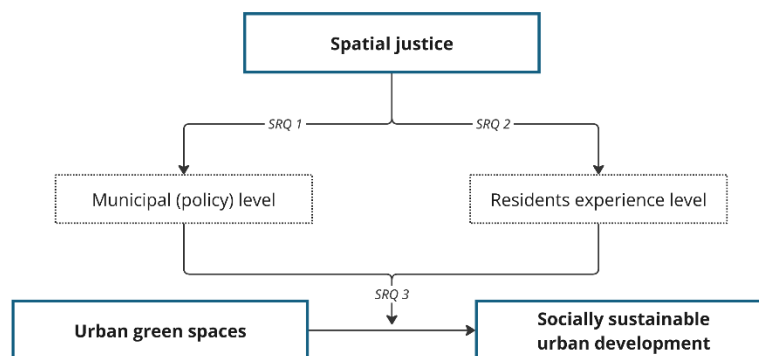 Spatial justice
SRQ 1
SRQ 2
Municipal (policy) level
Residents experience level
SRQ 3
Urban green spaces
Socially sustainable
urban development